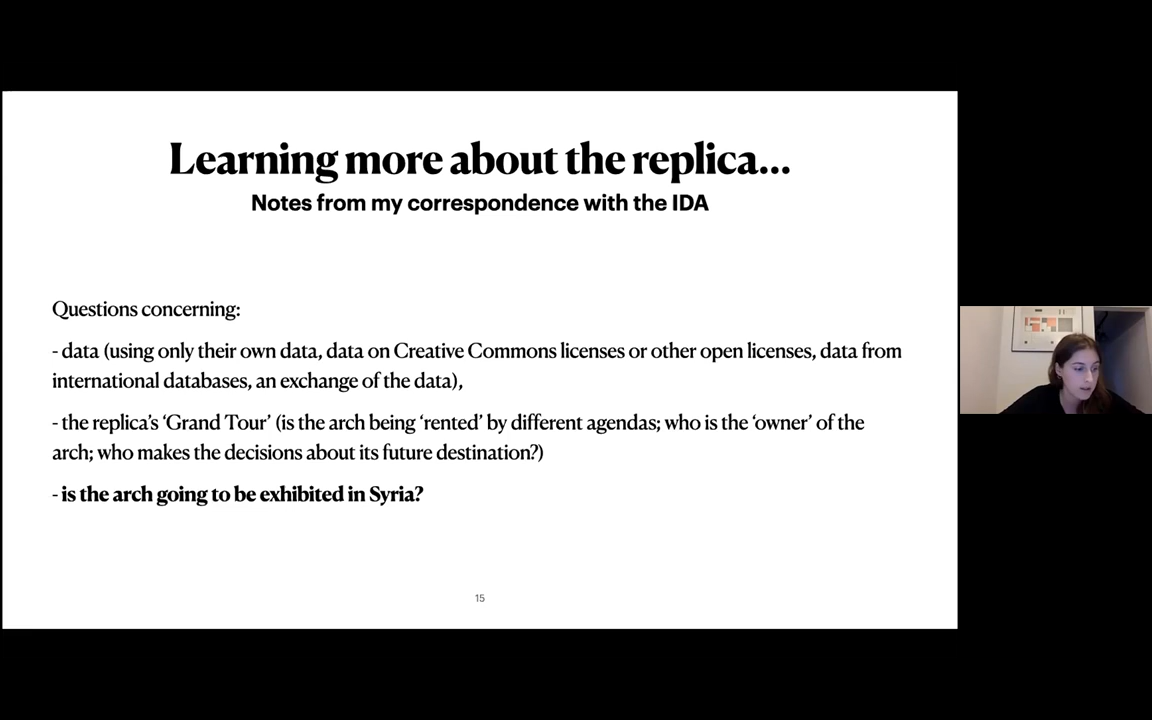 Learning more about the replica...
Notes from my correspondence with the IDA
Questions concerning:
- data (using only their own data, data on Creative Commons licenses or other open licenses, data from
international databases, an exchange of the data),
- the replica’s ‘Grand Tour’ (is the arch being ‘rented’ by different agendas; who is the ‘owner’ of the
arch; who makes the decisions about its future destination?)
- is the arch going to be exhibited in Syria?
15